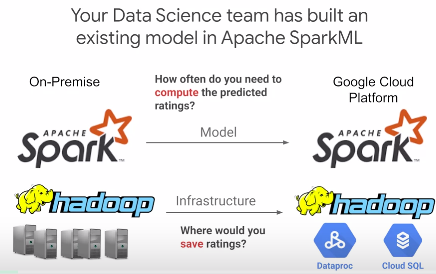 Your Data Science team has built an
existing model in Apache SparkML
On-Premise
How often do you need to
compute the predicted
ratings?
Google Cloud
Platform
APACHE
Spark™
Model
APACHE
Spark™
hadoop
Infrastructure
hadoop
Where would you
save ratings?
Dataproc
Cloud SQL